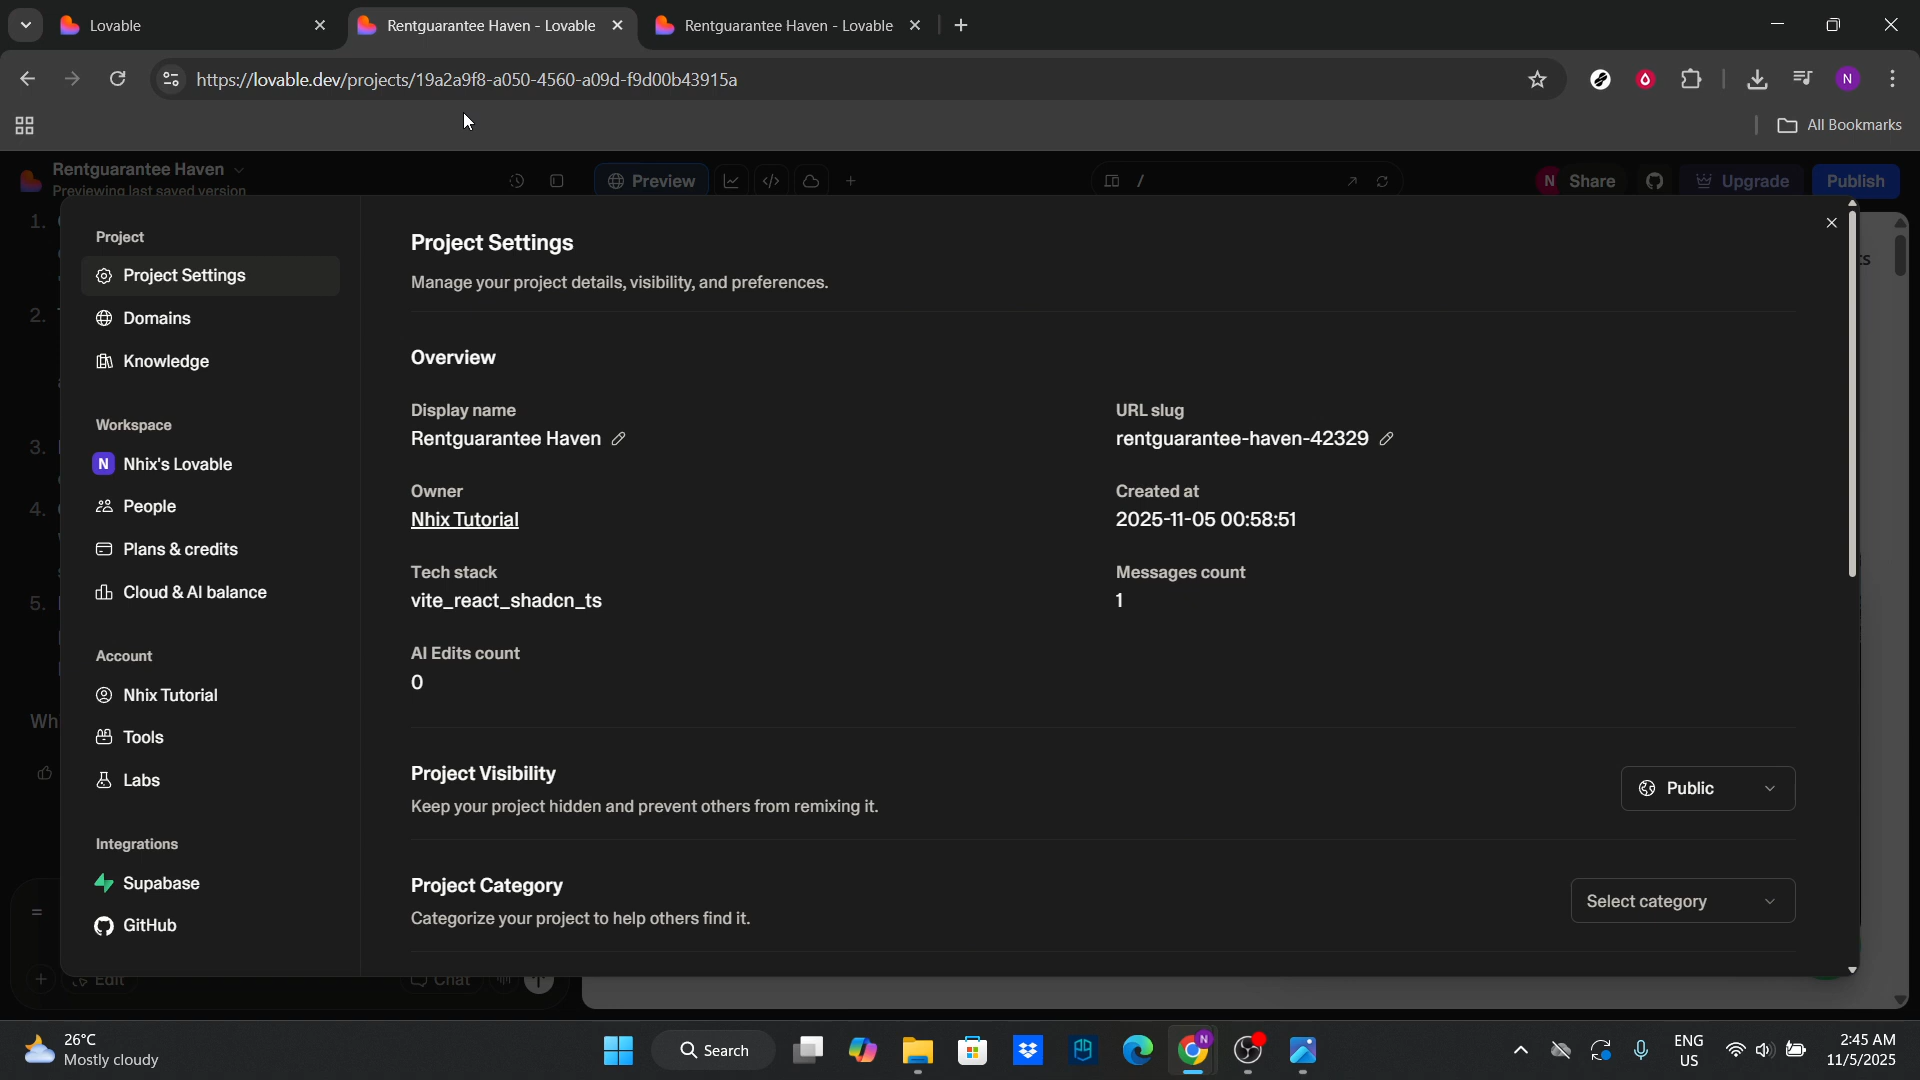 Lovable
Rentguarantee Haven - Lovable
Rentguarantee Haven - Lovable
https://lovable.dev/projects/19a2a9f8-a050-4560-a09d-f9d00b43915a
N
All Bookmarks
Rentguarantee Haven
Previewing last saved version
Preview
/
N Share
Upgrade
Publish
1.
2.
3.
4.
5.
Project
Project Settings
Domains
Knowledge
Workspace
N Nhix's Lovable
People
Plans & credits
Cloud & AI balance
Account
Nhix Tutorial
Tools
Labs
Integrations
Supabase
GitHub
Project Settings
Manage your project details, visibility, and preferences.
Overview
Display name
Rentguarantee Haven
URL slug
rentguarantee-haven-42329
Owner
Nhix Tutorial
Created at
2025-11-05 00:58:51
Tech stack
vite_react_shadcn_ts
Messages count
1
AI Edits count
0
Project Visibility
Keep your project hidden and prevent others from remixing it.
Public
Project Category
Categorize your project to help others find it.
Select category
Edit
Chat
26°C
Mostly cloudy
Search
ENG
US
2:45 AM
11/5/2025